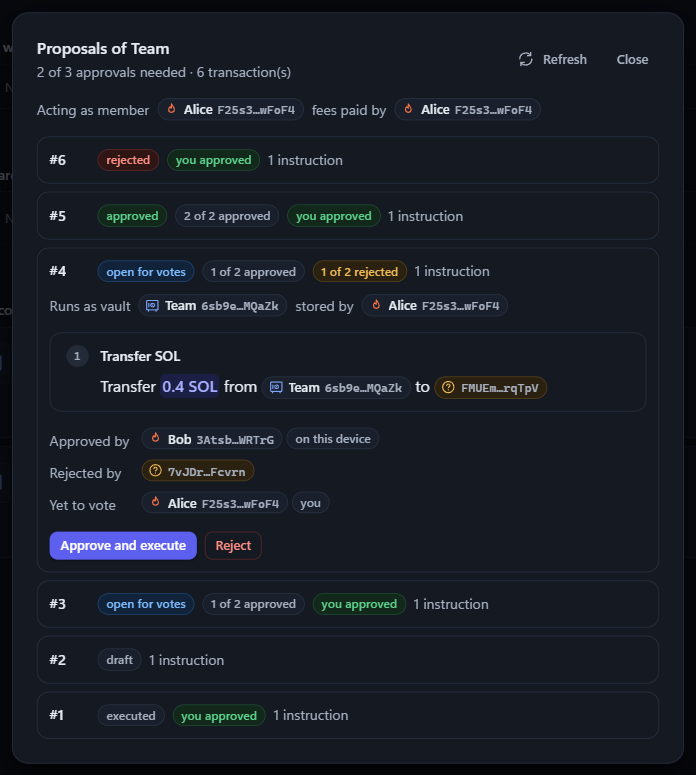 Proposals of Team
2 of 3 approvals needed · 6 transaction(s)
Refresh
Close
Acting as member Alice F25s3…wFoF4 fees paid by Alice F25s3…wFoF4
#6 rejected you approved 1 instruction
#5 approved 2 of 2 approved you approved 1 instruction
#4 open for votes 1 of 2 approved 1 of 2 rejected 1 instruction
Runs as vault Team 6sb9e…MQaZk stored by Alice F25s3…wFoF4
1 Transfer SOL
Transfer 0.4 SOL from Team 6sb9e…MQaZk to FMUEm…rqTpV
Approved by Bob 3Atsb…WRTrG on this device
Rejected by 7vJDr…Fcvrn
Yet to vote Alice F25s3…wFoF4 you
Approve and execute Reject
#3 open for votes 1 of 2 approved you approved 1 instruction
#2 draft 1 instruction
#1 executed you approved 1 instruction